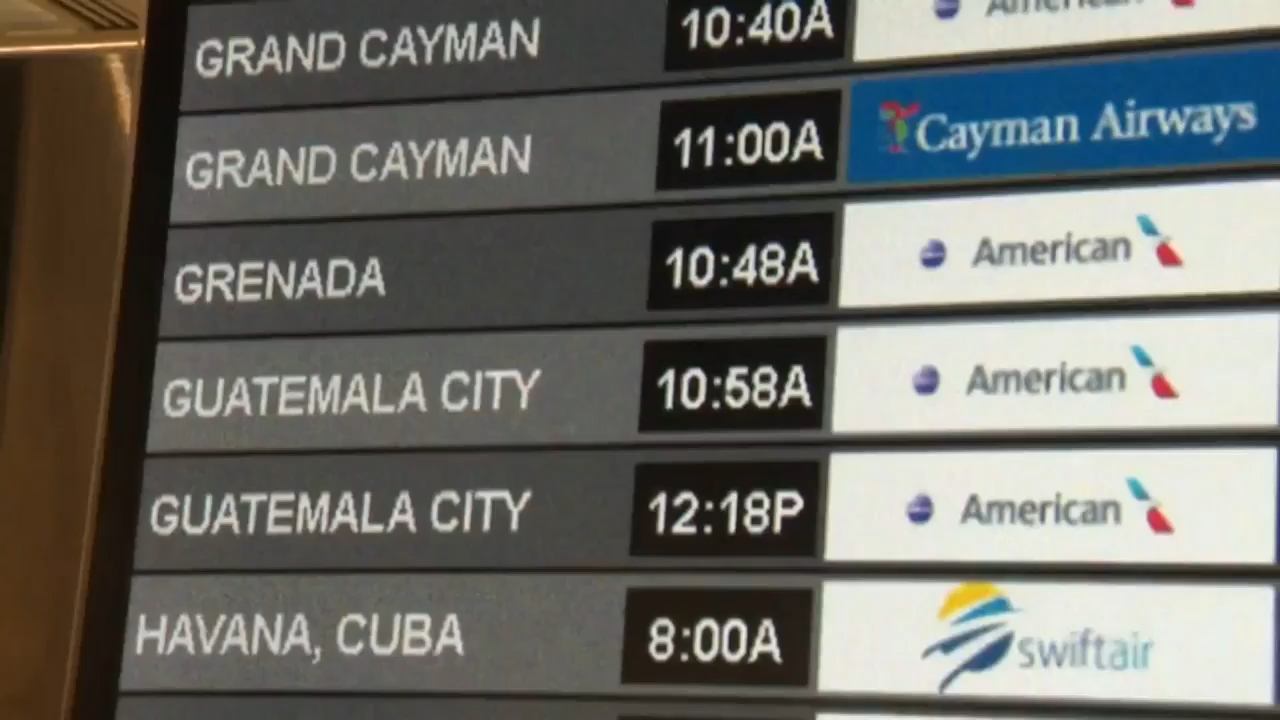 GRAND CAYMAN 10:40A American
GRAND CAYMAN 11:00A Cayman Airways
GRENADA 10:48A American
GUATEMALA CITY 10:58A American
GUATEMALA CITY 12:18P American
HAVANA, CUBA 8:00A swiftair